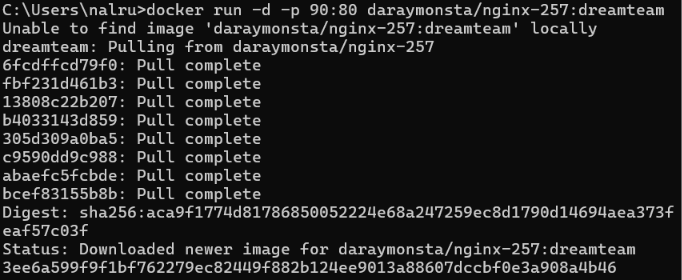 C:\Users\nalru>docker run -d -p 90:80 daraymonsta/nginx-257:dreamteam
Unable to find image 'daraymonsta/nginx-257:dreamteam' locally
dreamteam: Pulling from daraymonsta/nginx-257
6fcdffcd79f0: Pull complete
fbf231d461b3: Pull complete
13808c22b207: Pull complete
b4033143d859: Pull complete
305d309a0ba5: Pull complete
c9590dd9c988: Pull complete
abaefc5fcbde: Pull complete
bcef83155b8b: Pull complete
Digest: sha256:aca9f1774d81786850052224e68a247259ec8d1790d14694aea373f
eaf57c03f
Status: Downloaded newer image for daraymonsta/nginx-257:dreamteam
3ee6a599f9f1bf762279ec82449f882b124ee9013a88607dccbf0e3a908a4b46